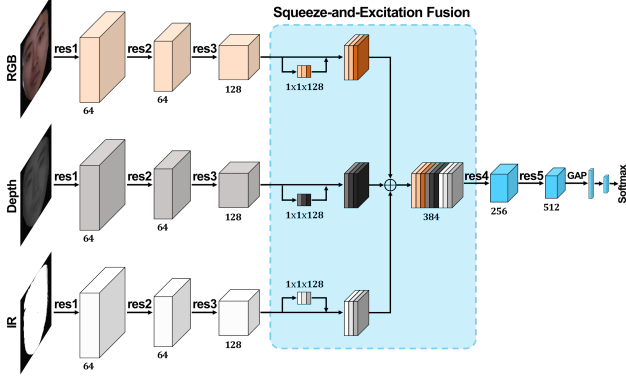 Squeeze-and-Excitation Fusion
RGB
res1
res2
res3
64
64
128
1x1x128
Depth
res1
res2
res3
64
64
128
1x1x128
384
res4
256
res5
512
GAP
Softmax
IR
res1
res2
res3
64
64
128
1x1x128